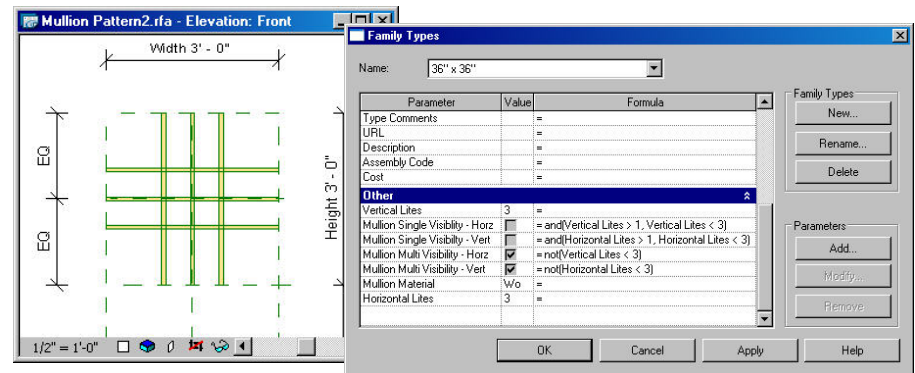 Mullion Pattern2.rfa - Elevation: Front
Width 3' - 0"
EQ
EQ
Height 3' - 0"
1/2" = 1'-0"
Family Types
Name: 36" x 36"
Parameter Value Formula
Type Comments =
URL =
Description =
Assembly Code =
Cost =
Other
Vertical Lites 3 =
Mullion Single Visiblity - Horz = and(Vertical Lites > 1, Vertical Lites < 3)
Mullion Single Visibilty - Vert = and(Horizontal Lites > 1, Horizontal Lites < 3)
Mullion Multi Visibility - Horz = not(Vertical Lites < 3)
Mullion Multi Visibility - Vert = not(Horizontal Lites < 3)
Mullion Material Wo =
Horizontal Lites 3 =
Family Types
New...
Rename...
Delete
Parameters
Add...
Modify...
Remove
OK Cancel Apply Help